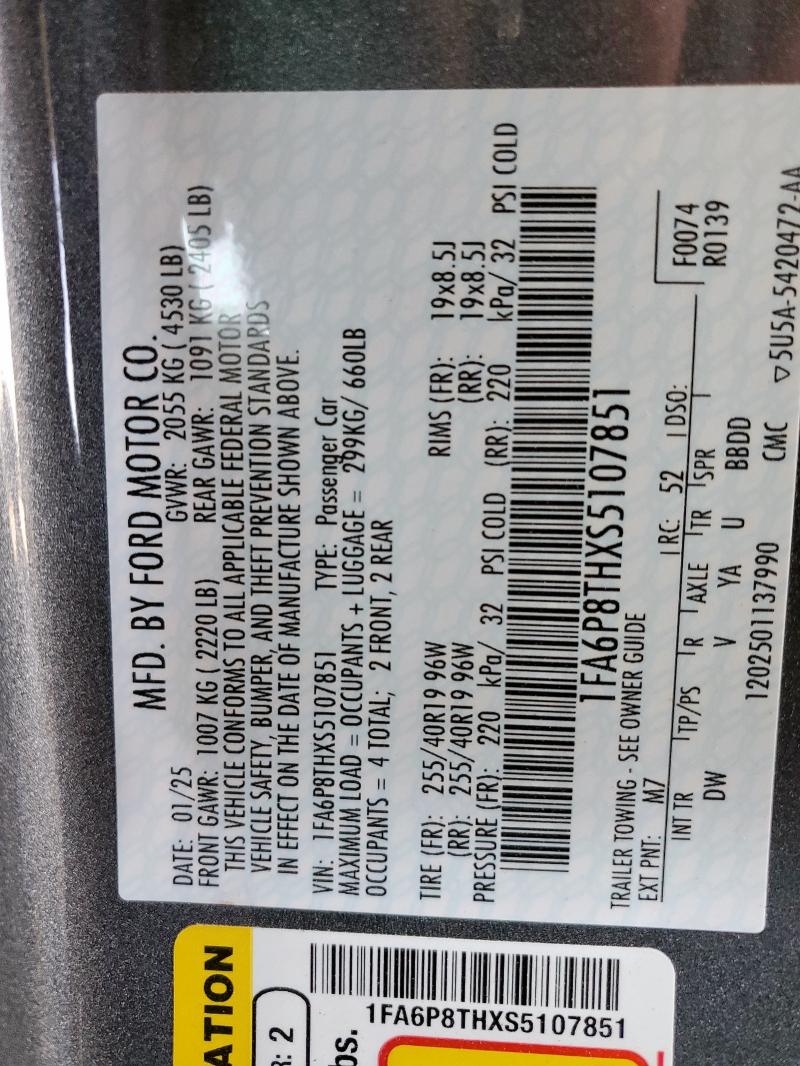 MFD. BY FORD MOTOR CO.
DATE: 01/25 GVWR: 2055 KG ( 4530 LB)
FRONT GAWR: 1007 KG ( 2220 LB) REAR GAWR: 1091 KG ( 2405 LB)
THIS VEHICLE CONFORMS TO ALL APPLICABLE FEDERAL MOTOR
VEHICLE SAFETY, BUMPER, AND THEFT PREVENTION STANDARDS
IN EFFECT ON THE DATE OF MANUFACTURE SHOWN ABOVE.
VIN: 1FA6P8THXS5107851 TYPE: Passenger Car
MAXIMUM LOAD = OCCUPANTS + LUGGAGE = 299KG/ 660LB
OCCUPANTS = 4 TOTAL; 2 FRONT, 2 REAR
TIRE (FR): 255/40R19 96W RIMS (FR): 19x8.5J
(RR): 255/40R19 96W (RR): 19x8.5J
PRESSURE (FR): 220 kPa/ 32 PSI COLD (RR): 220 kPa/ 32 PSI COLD
1FA6P8THXS5107851
TRAILER TOWING - SEE OWNER GUIDE
EXT PNT: M7 RC: 52 DSO: F0074
R0139
INT TR TP/PS R AXLE TR SPR
DW V YA U BBDD
1202501137990 CMC ▽5U5A-5420472-AA
ATION
R: 2
bs.
1FA6P8THXS5107851